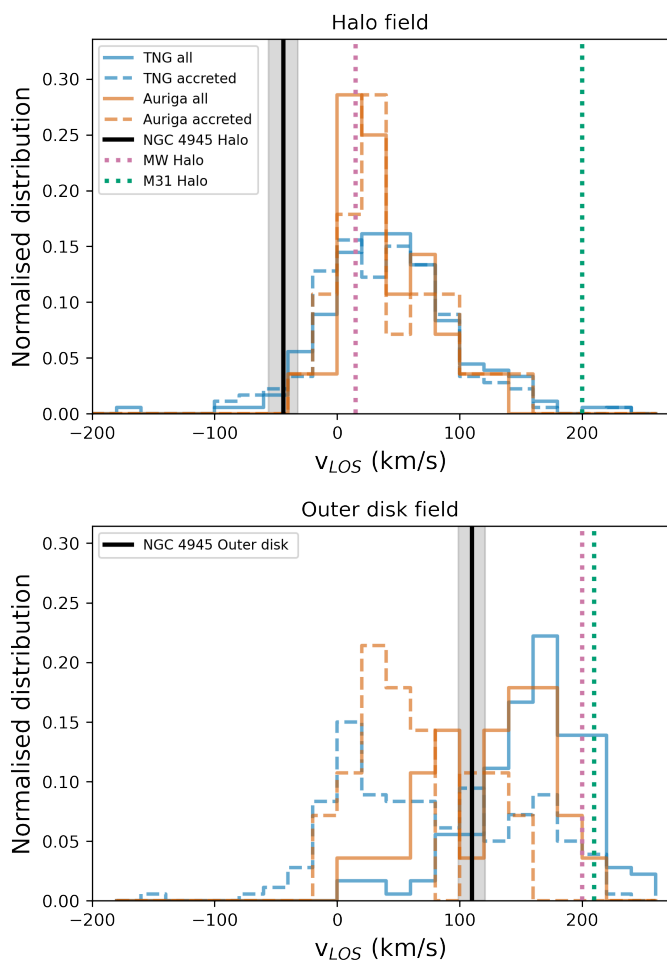 Halo field
0.30
0.25
0.20
0.15
0.10
0.05
0.00
Normalised distribution
TNG all
TNG accreted
Auriga all
Auriga accreted
NGC 4945 Halo
MW Halo
M31 Halo
−200
−100
0
100
200
v_LOS (km/s)
Outer disk field
0.30
0.25
0.20
0.15
0.10
0.05
0.00
Normalised distribution
NGC 4945 Outer disk
−200
−100
0
100
200
v_LOS (km/s)